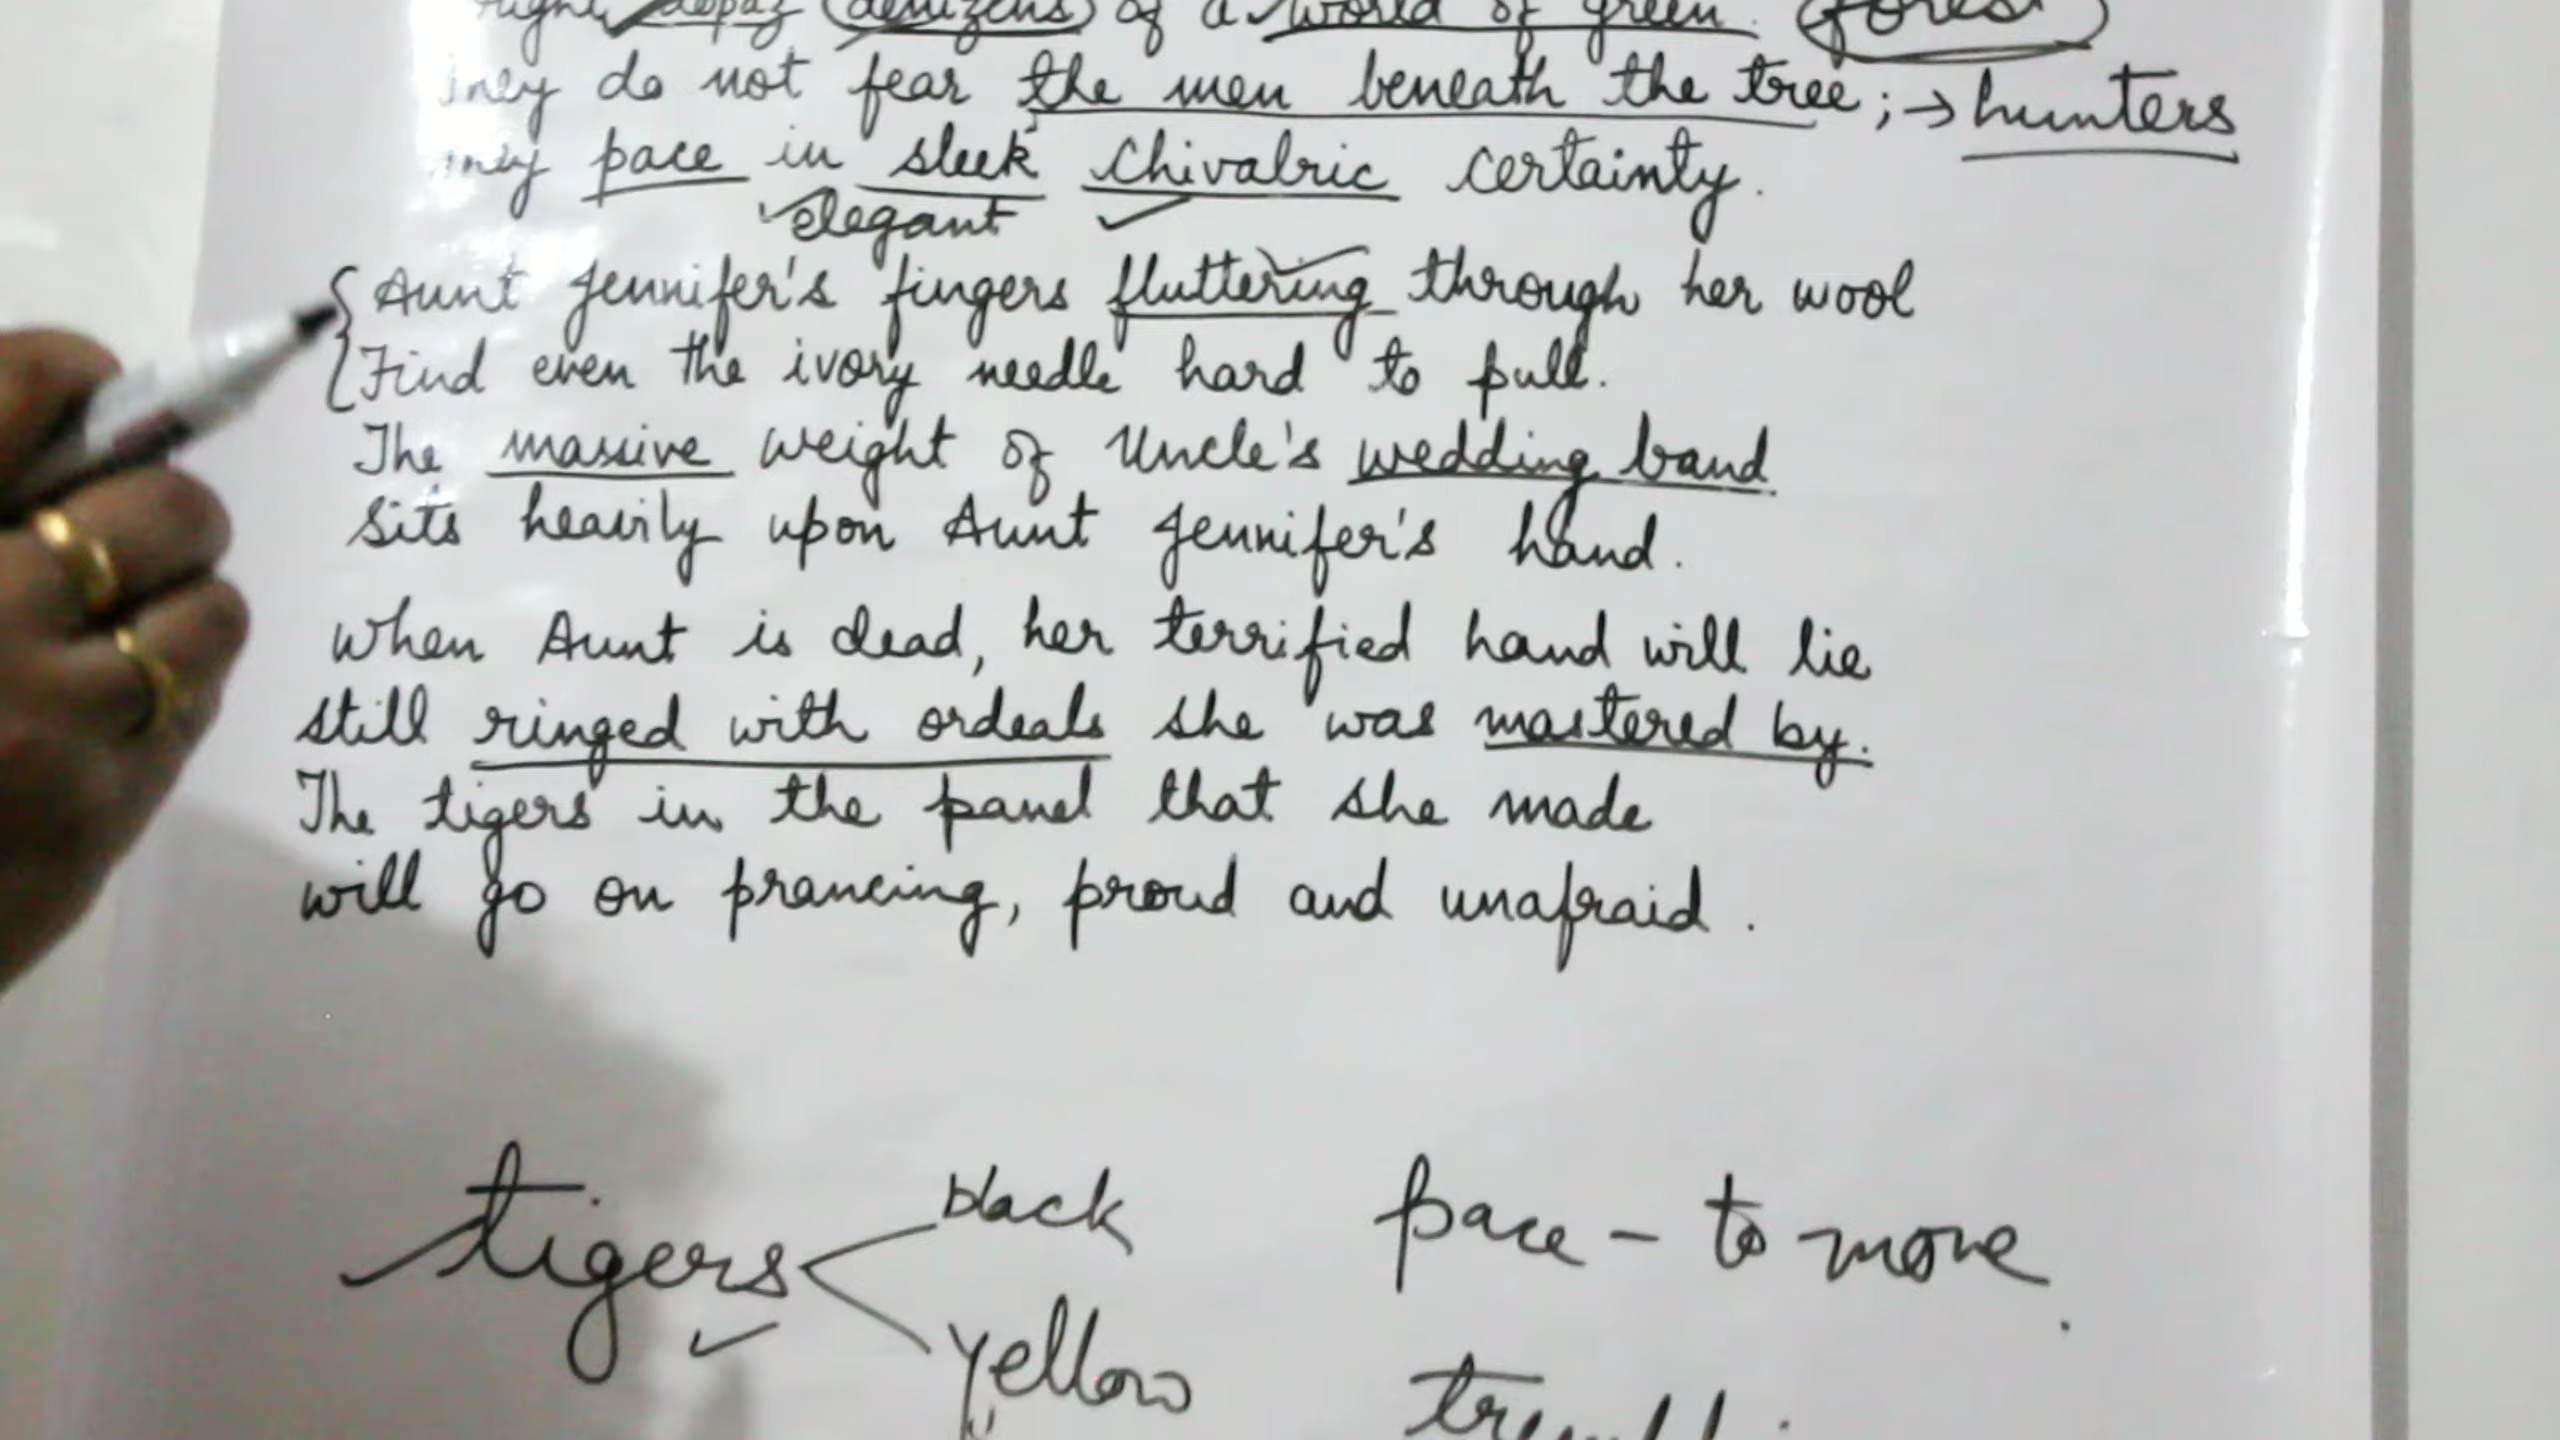 topaz denizens of a world of green. forest
They do not fear the men beneath the tree; → hunters
They pace in sleek chivalric certainty.
elegant
Aunt Jennifer's fingers fluttering through her wool
Find even the ivory needle hard to pull.
The massive weight of Uncle's wedding band
Sits heavily upon Aunt Jennifer's hand.
When Aunt is dead, her terrified hand will lie
still ringed with ordeals she was mastered by.
The tigers in the panel that she made
will go on prancing, proud and unafraid.
tigers black pace - to move
yellow